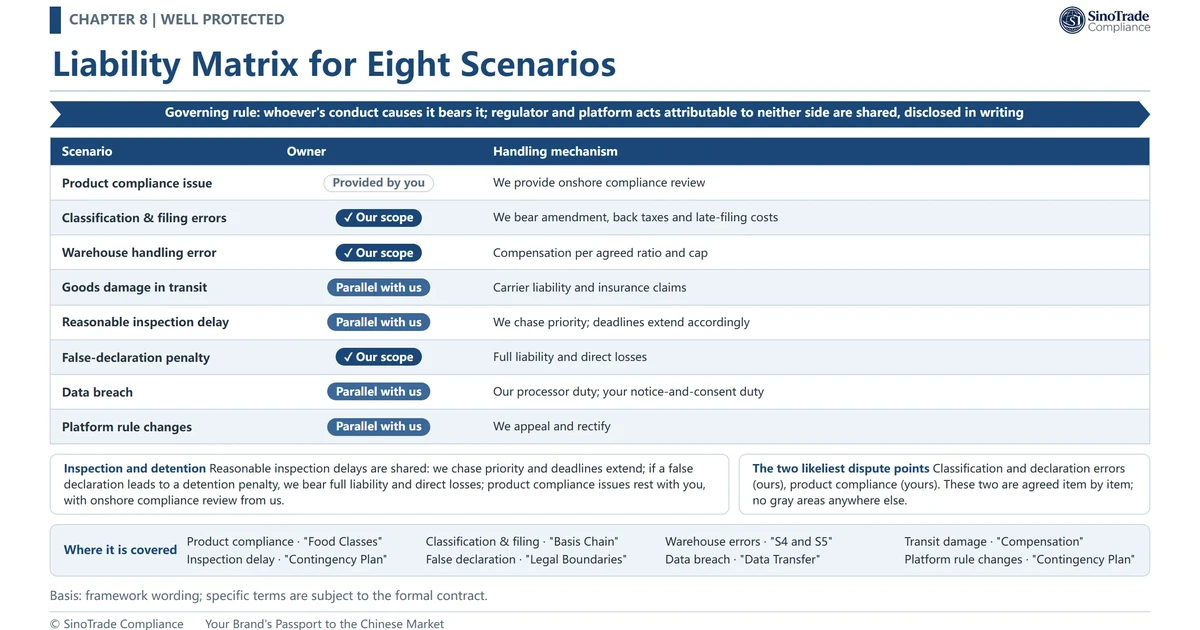 CHAPTER 8 | WELL PROTECTED
SinoTrade
Compliance
Liability Matrix for Eight Scenarios
Governing rule: whoever's conduct causes it bears it; regulator and platform acts attributable to neither side are shared, disclosed in writing
Scenario Owner Handling mechanism
Product compliance issue Provided by you We provide onshore compliance review
Classification & filing errors ✓ Our scope We bear amendment, back taxes and late-filing costs
Warehouse handling error ✓ Our scope Compensation per agreed ratio and cap
Goods damage in transit Parallel with us Carrier liability and insurance claims
Reasonable inspection delay Parallel with us We chase priority; deadlines extend accordingly
False-declaration penalty ✓ Our scope Full liability and direct losses
Data breach Parallel with us Our processor duty; your notice-and-consent duty
Platform rule changes Parallel with us We appeal and rectify
Inspection and detention Reasonable inspection delays are shared: we chase priority and deadlines extend; if a false
declaration leads to a detention penalty, we bear full liability and direct losses; product compliance issues rest with you,
with onshore compliance review from us.
The two likeliest dispute points Classification and declaration errors
(ours), product compliance (yours). These two are agreed item by item;
no gray areas anywhere else.
Where it is covered
Product compliance · "Food Classes" Classification & filing · "Basis Chain" Warehouse errors · "S4 and S5" Transit damage · "Compensation"
Inspection delay · "Contingency Plan" False declaration · "Legal Boundaries" Data breach · "Data Transfer" Platform rule changes · "Contingency Plan"
Basis: framework wording; specific terms are subject to the formal contract.
© SinoTrade Compliance Your Brand's Passport to the Chinese Market